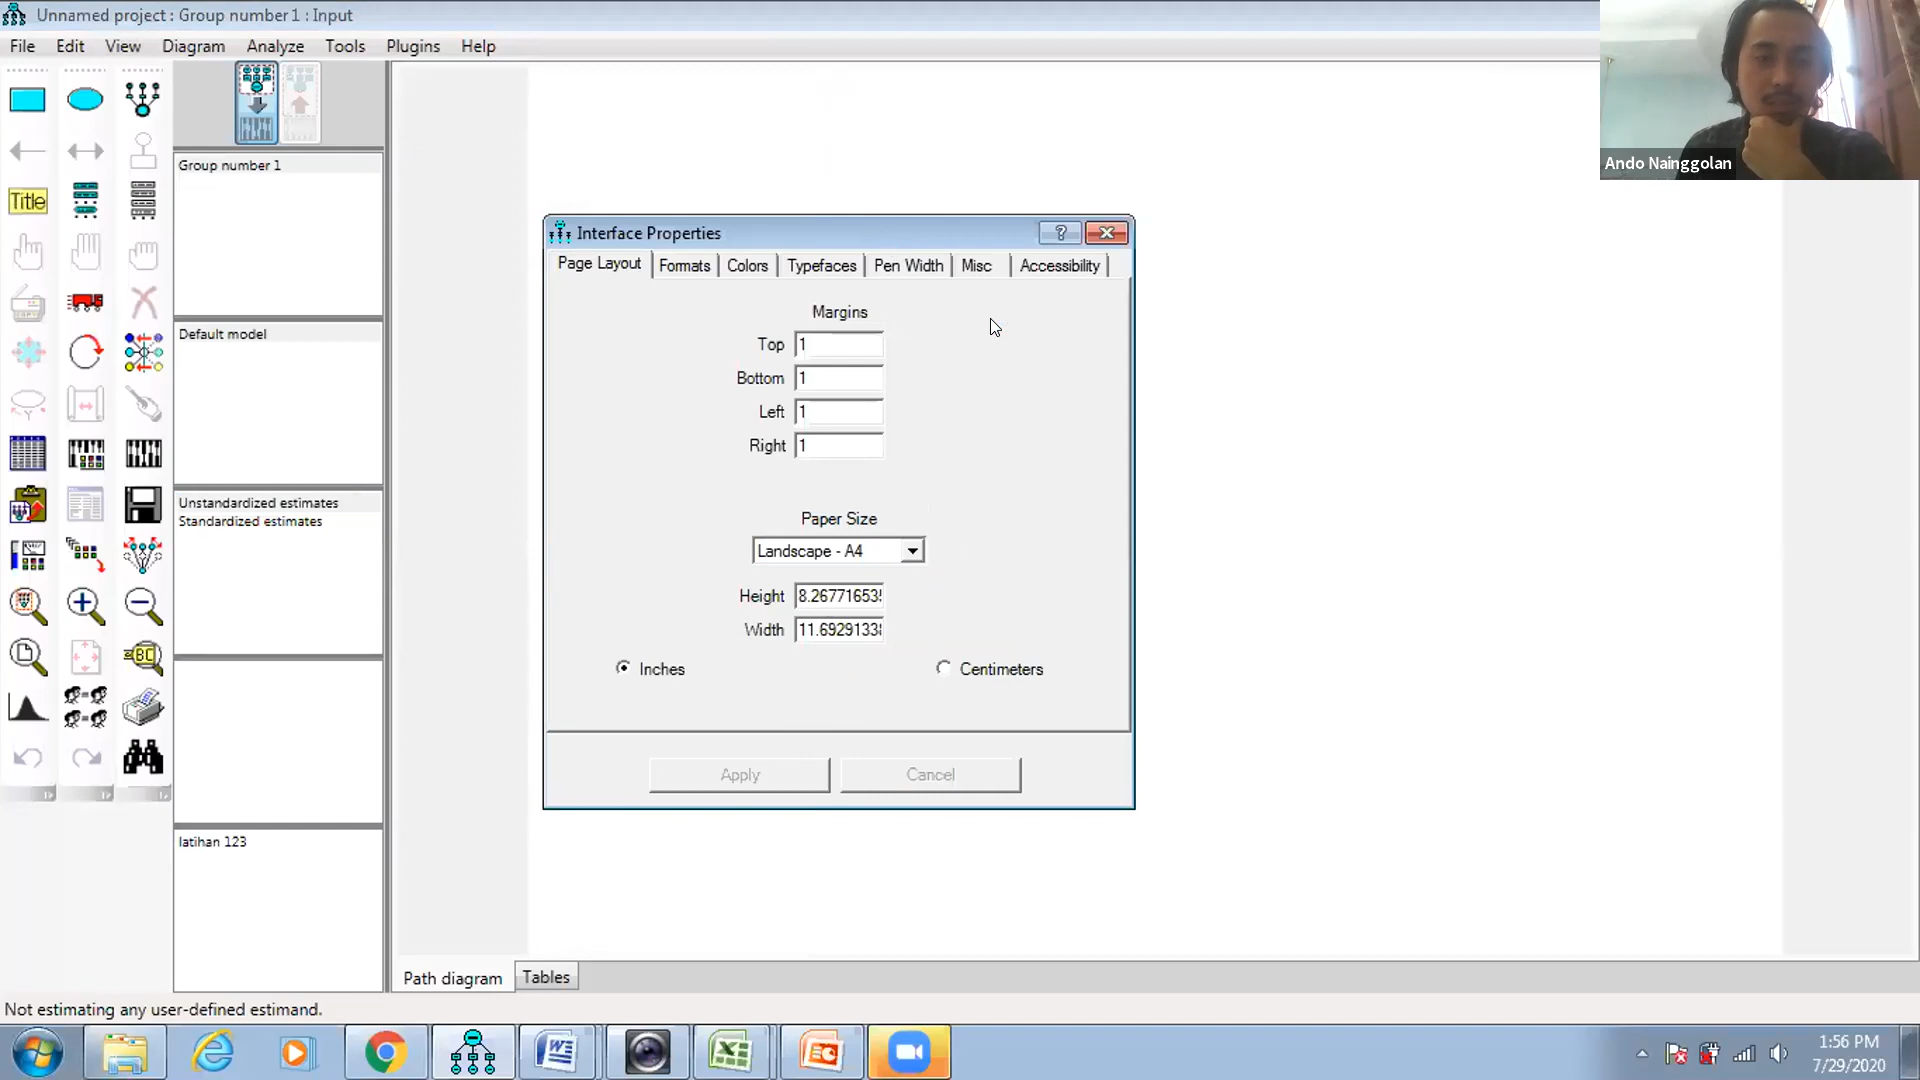 Unnamed project : Group number 1 : Input
File Edit View Diagram Analyze Tools Plugins Help
Ando Nainggolan
Title
Group number 1
Default model
Unstandardized estimates
Standardized estimates
latihan 123
Interface Properties
Page Layout Formats Colors Typefaces Pen Width Misc Accessibility
Margins
Top 1
Bottom 1
Left 1
Right 1
Paper Size
Landscape - A4
Height 8.26771653
Width 11.6929133
Inches Centimeters
Apply Cancel
Path diagram Tables
Not estimating any user-defined estimand.
1:56 PM
7/29/2020